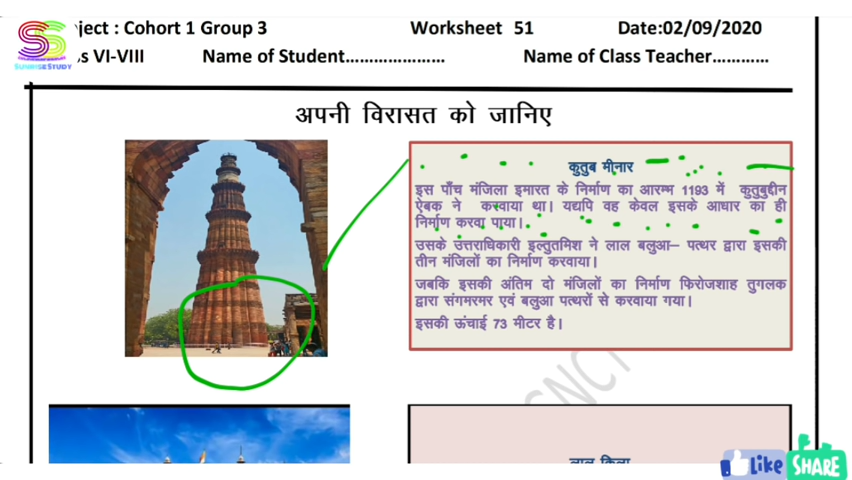 ject : Cohort 1 Group 3 Worksheet 51 Date:02/09/2020
SS
SUNRISESTUDY
s VI-VIII Name of Student………………… Name of Class Teacher…………
अपनी विरासत को जानिए
कुतुब मीनार
इस पाँच मंजिला इमारत के निर्माण का आरम्भ 1193 में कुतुबुद्दीन
ऐबक ने करवाया था। यद्यपि वह केवल इसके आधार का ही
निर्माण करवा पाया।
उसके उत्तराधिकारी इल्तुतमिश ने लाल बलुआ– पत्थर द्वारा इसकी
तीन मंजिलों का निर्माण करवाया।
जबकि इसकी अंतिम दो मंजिलों का निर्माण फिरोजशाह तुगलक
द्वारा संगमरमर एवं बलुआ पत्थरों से करवाया गया।
इसकी ऊंचाई 73 मीटर है।
लाल किला
Like SHARE